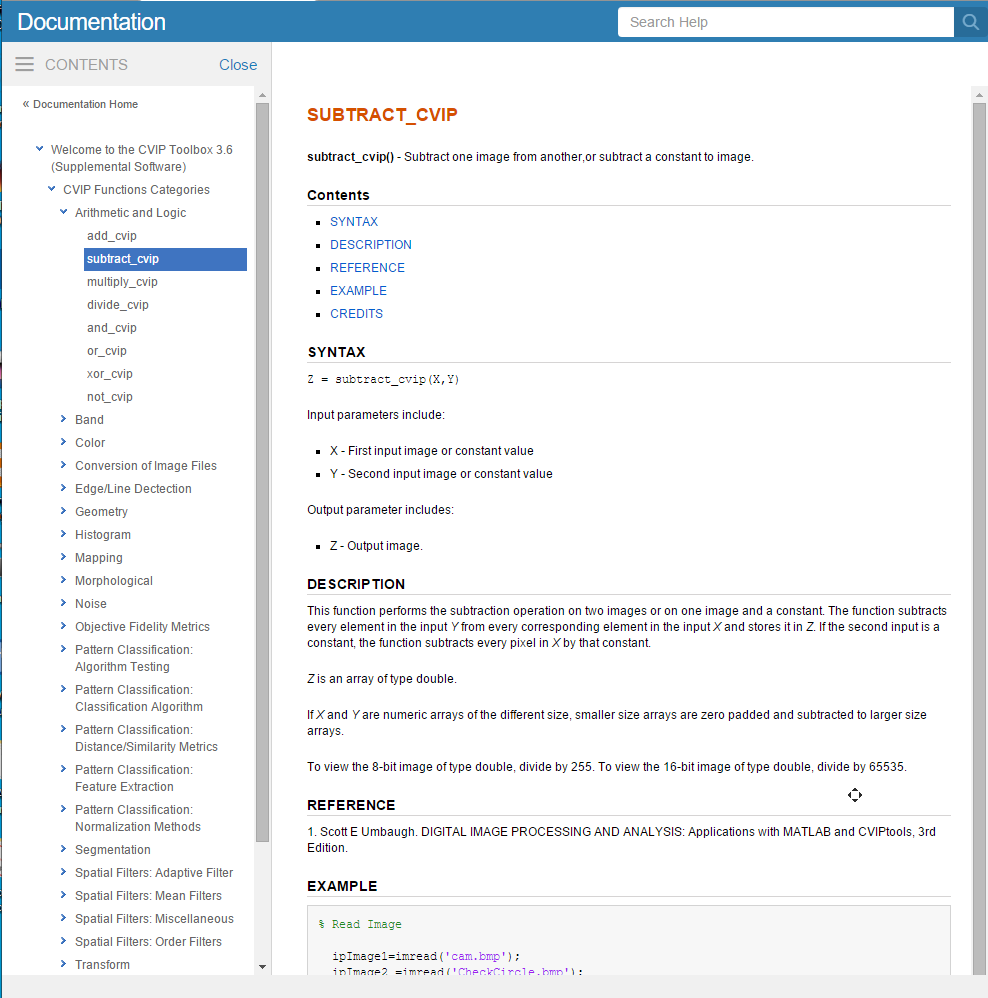 Documentation
Search Help
CONTENTS
Close
« Documentation Home
Welcome to the CVIP Toolbox 3.6
(Supplemental Software)
CVIP Functions Categories
Arithmetic and Logic
add_cvip
subtract_cvip
multiply_cvip
divide_cvip
and_cvip
or_cvip
xor_cvip
not_cvip
Band
Color
Conversion of Image Files
Edge/Line Dectection
Geometry
Histogram
Mapping
Morphological
Noise
Objective Fidelity Metrics
Pattern Classification:
Algorithm Testing
Pattern Classification:
Classification Algorithm
Pattern Classification:
Distance/Similarity Metrics
Pattern Classification:
Feature Extraction
Pattern Classification:
Normalization Methods
Segmentation
Spatial Filters: Adaptive Filter
Spatial Filters: Mean Filters
Spatial Filters: Miscellaneous
Spatial Filters: Order Filters
Transform
SUBTRACT_CVIP
subtract_cvip() - Subtract one image from another,or subtract a constant to image.
Contents
SYNTAX
DESCRIPTION
REFERENCE
EXAMPLE
CREDITS
SYNTAX
Z = subtract_cvip(X,Y)
Input parameters include:
X - First input image or constant value
Y - Second input image or constant value
Output parameter includes:
Z - Output image.
DESCRIPTION
This function performs the subtraction operation on two images or on one image and a constant. The function subtracts
every element in the input Y from every corresponding element in the input X and stores it in Z. If the second input is a
constant, the function subtracts every pixel in X by that constant.
Z is an array of type double.
If X and Y are numeric arrays of the different size, smaller size arrays are zero padded and subtracted to larger size
arrays.
To view the 8-bit image of type double, divide by 255. To view the 16-bit image of type double, divide by 65535.
REFERENCE
1. Scott E Umbaugh. DIGITAL IMAGE PROCESSING AND ANALYSIS: Applications with MATLAB and CVIPtools, 3rd
Edition.
EXAMPLE
% Read Image
ipImage1=imread('cam.bmp');
ipImage2 =imread('CheckCircle.bmp');